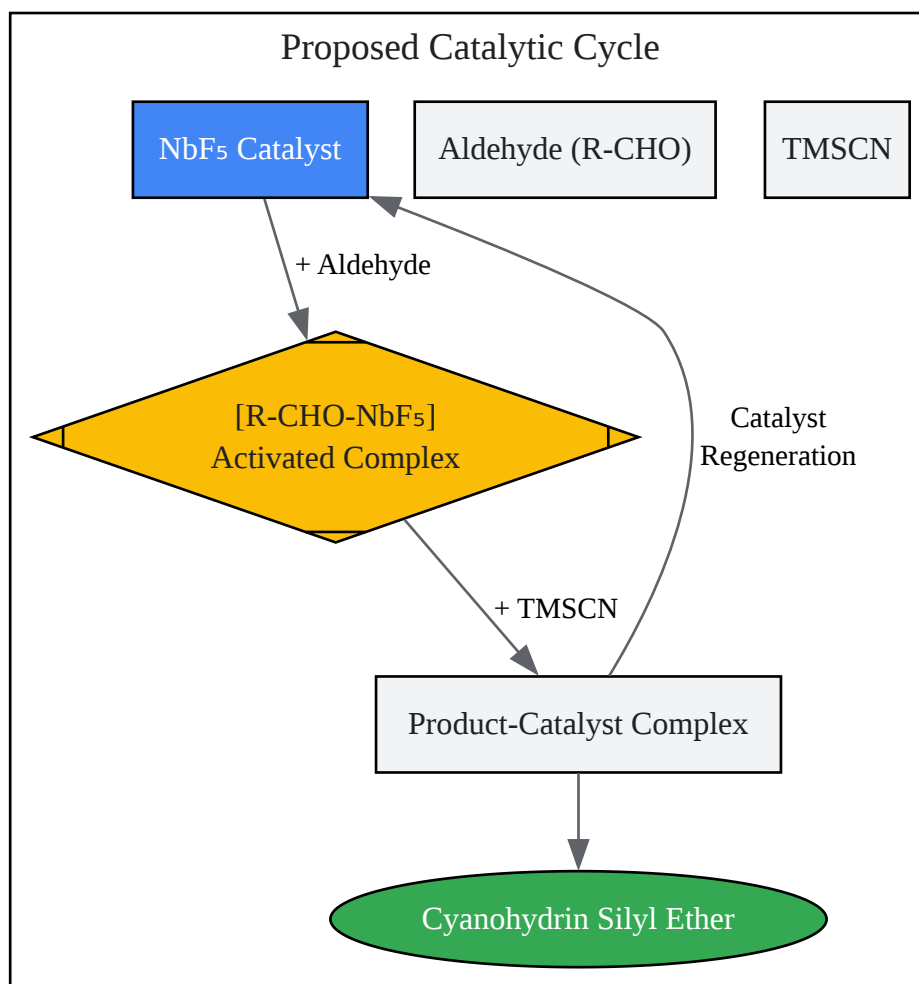 Proposed Catalytic Cycle
NbF₅ Catalyst
Aldehyde (R-CHO)
TMSCN
+ Aldehyde
[R-CHO-NbF₅]
Activated Complex
Catalyst
Regeneration
+ TMSCN
Product-Catalyst Complex
Cyanohydrin Silyl Ether